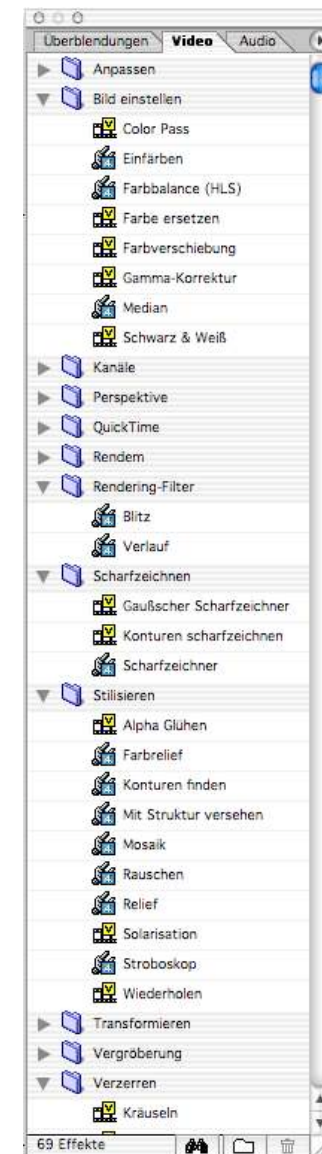 Überblendungen Video Audio
Anpassen
Bild einstellen
Color Pass
Einfärben
Farbbalance (HLS)
Farbe ersetzen
Farbverschiebung
Gamma-Korrektur
Median
Schwarz & Weiß
Kanäle
Perspektive
QuickTime
Rendern
Rendering-Filter
Blitz
Verlauf
Scharfzeichnen
Gaußscher Scharfzeichner
Konturen scharfzeichnen
Scharfzeichner
Stilisieren
Alpha Glühen
Farbrelief
Konturen finden
Mit Struktur versehen
Mosaik
Rauschen
Relief
Solarisation
Stroboskop
Wiederholen
Transformieren
Vergröberung
Verzerren
Kräuseln
69 Effekte